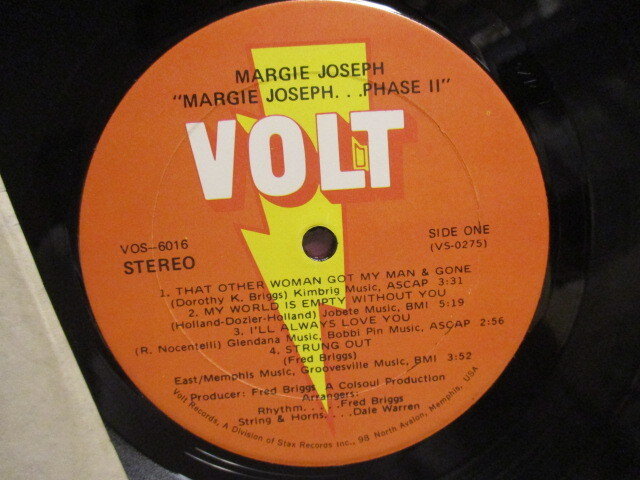 MARGIE JOSEPH
"MARGIE JOSEPH. . .PHASE II"
VOLT
VOS--6016
STEREO
SIDE ONE
(VS-0275)
1. THAT OTHER WOMAN GOT MY MAN & GONE
(Dorothy K. Briggs) Kimbrig Music, ASCAP 3:31
2. MY WORLD IS EMPTY WITHOUT YOU
(Holland-Dozier-Holland) Jobete Music, BMI 5:19
3. I'LL ALWAYS LOVE YOU
(R. Nocentelli) Glendana Music, Bobbi Pin Music, ASCAP 2:56
4. STRUNG OUT
(Fred Briggs)
East/Memphis Music, Groovesville Music, BMI 3:52
Producer: Fred Briggs A Colsoul Production
Arrangers:
Rhythm. . . . .Fred Briggs
String & Horns. . . .Dale Warren
Volt Records, A Division of Stax Records Inc., 98 North Avalon, Memphis, USA